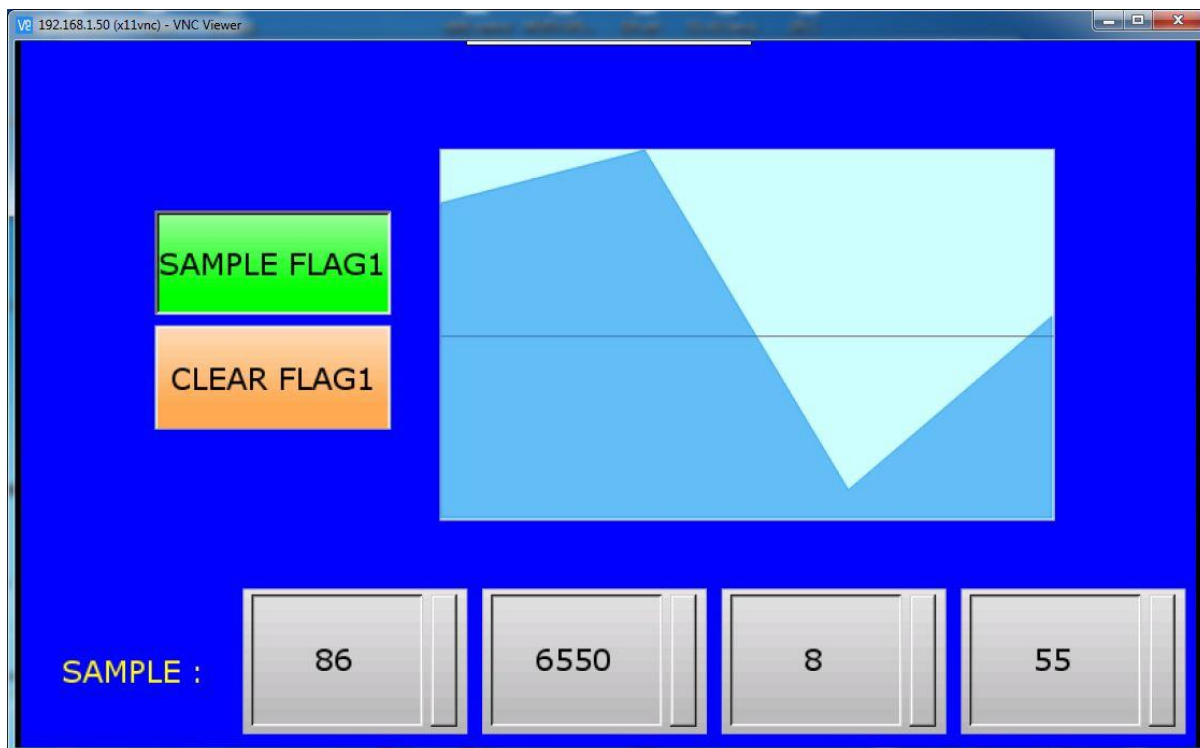 192.168.1.50 (x11vnc) - VNC Viewer
SAMPLE FLAG1
CLEAR FLAG1
SAMPLE :
86
6550
8
55